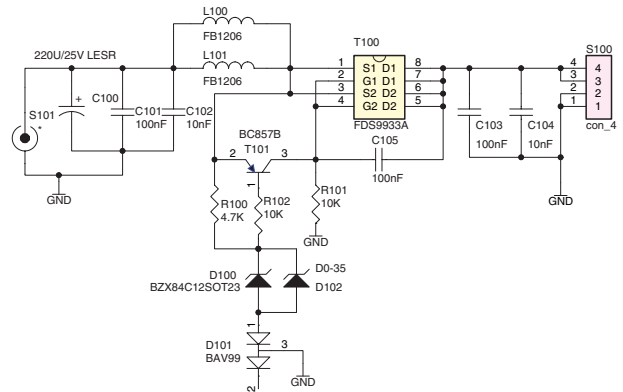 L100
FB1206
220U/25V LESR
L101
FB1206
T100
1 S1 D1 8
2 G1 D1 7
3 S2 D2 6
4 G2 D2 5
FDS9933A
S100
4 4
3 3
2 2
1 1
con_4
S101
*
+
C100
C101
100nF
C102
10nF
GND
BC857B
2 T101 3
1
C105
100nF
C103
100nF
C104
10nF
GND
R100
4.7K
R102
10K
R101
10K
GND
D100
BZX84C12SOT23
D0-35
D102
D101
BAV99
1
3
2
GND